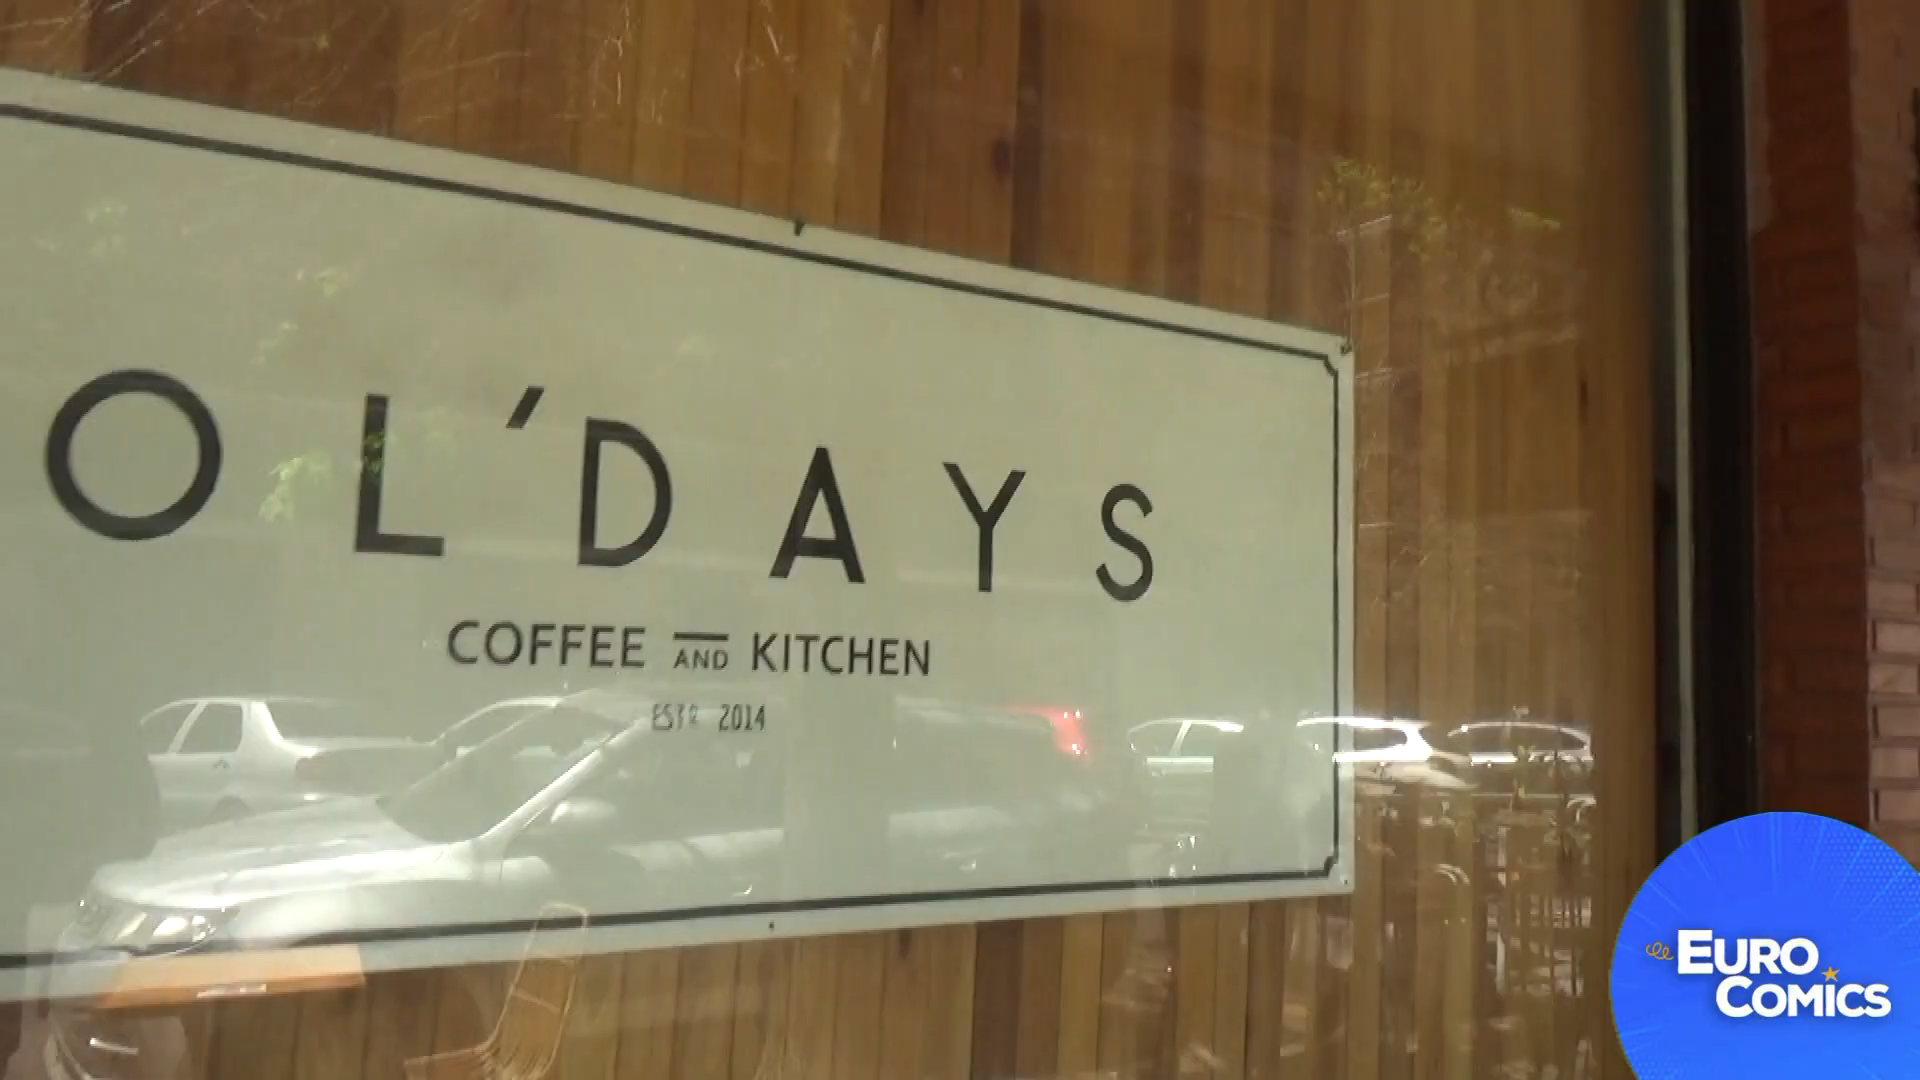 OL'DAYS
COFFEE AND KITCHEN
ESTD 2014
EURO
COMICS